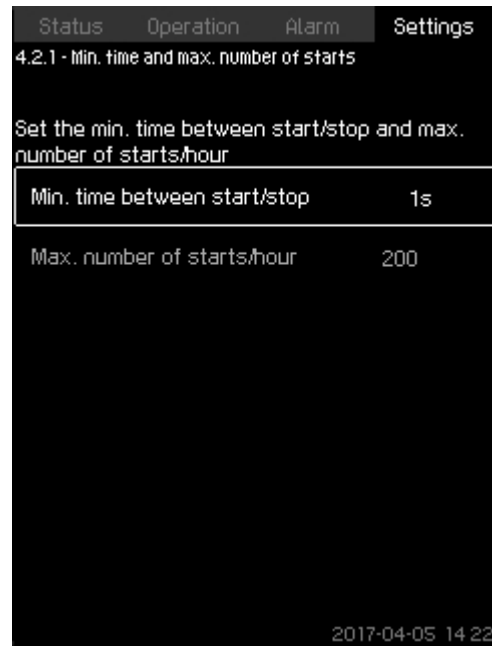 Status Operation Alarm Settings
4.2.1 - Min. time and max. number of starts
Set the min. time between start/stop and max.
number of starts/hour
Min. time between start/stop 1s
Max. number of starts/hour 200
2017-04-05 14 22